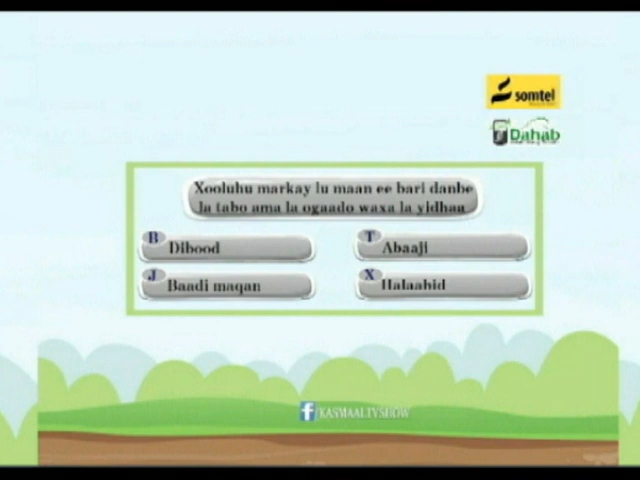 somtel
Dahab
Xooluhu markay lu maan ee bari danbe
la tabo ama la ogaado waxa la yidhaa
B Dibood
T Abaaji
J Baadi maqan
X Halaabid
f KASMAALTVSHOW